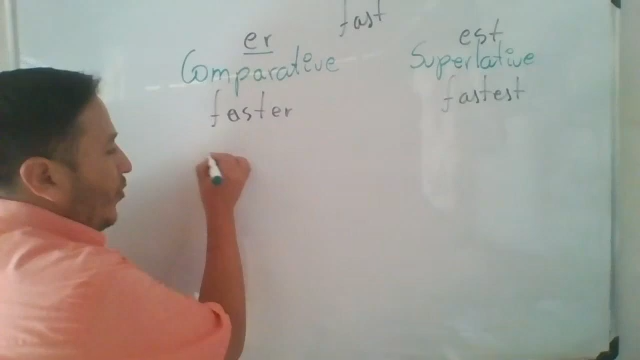 fast
er est
Comparative Superlative
faster fastest